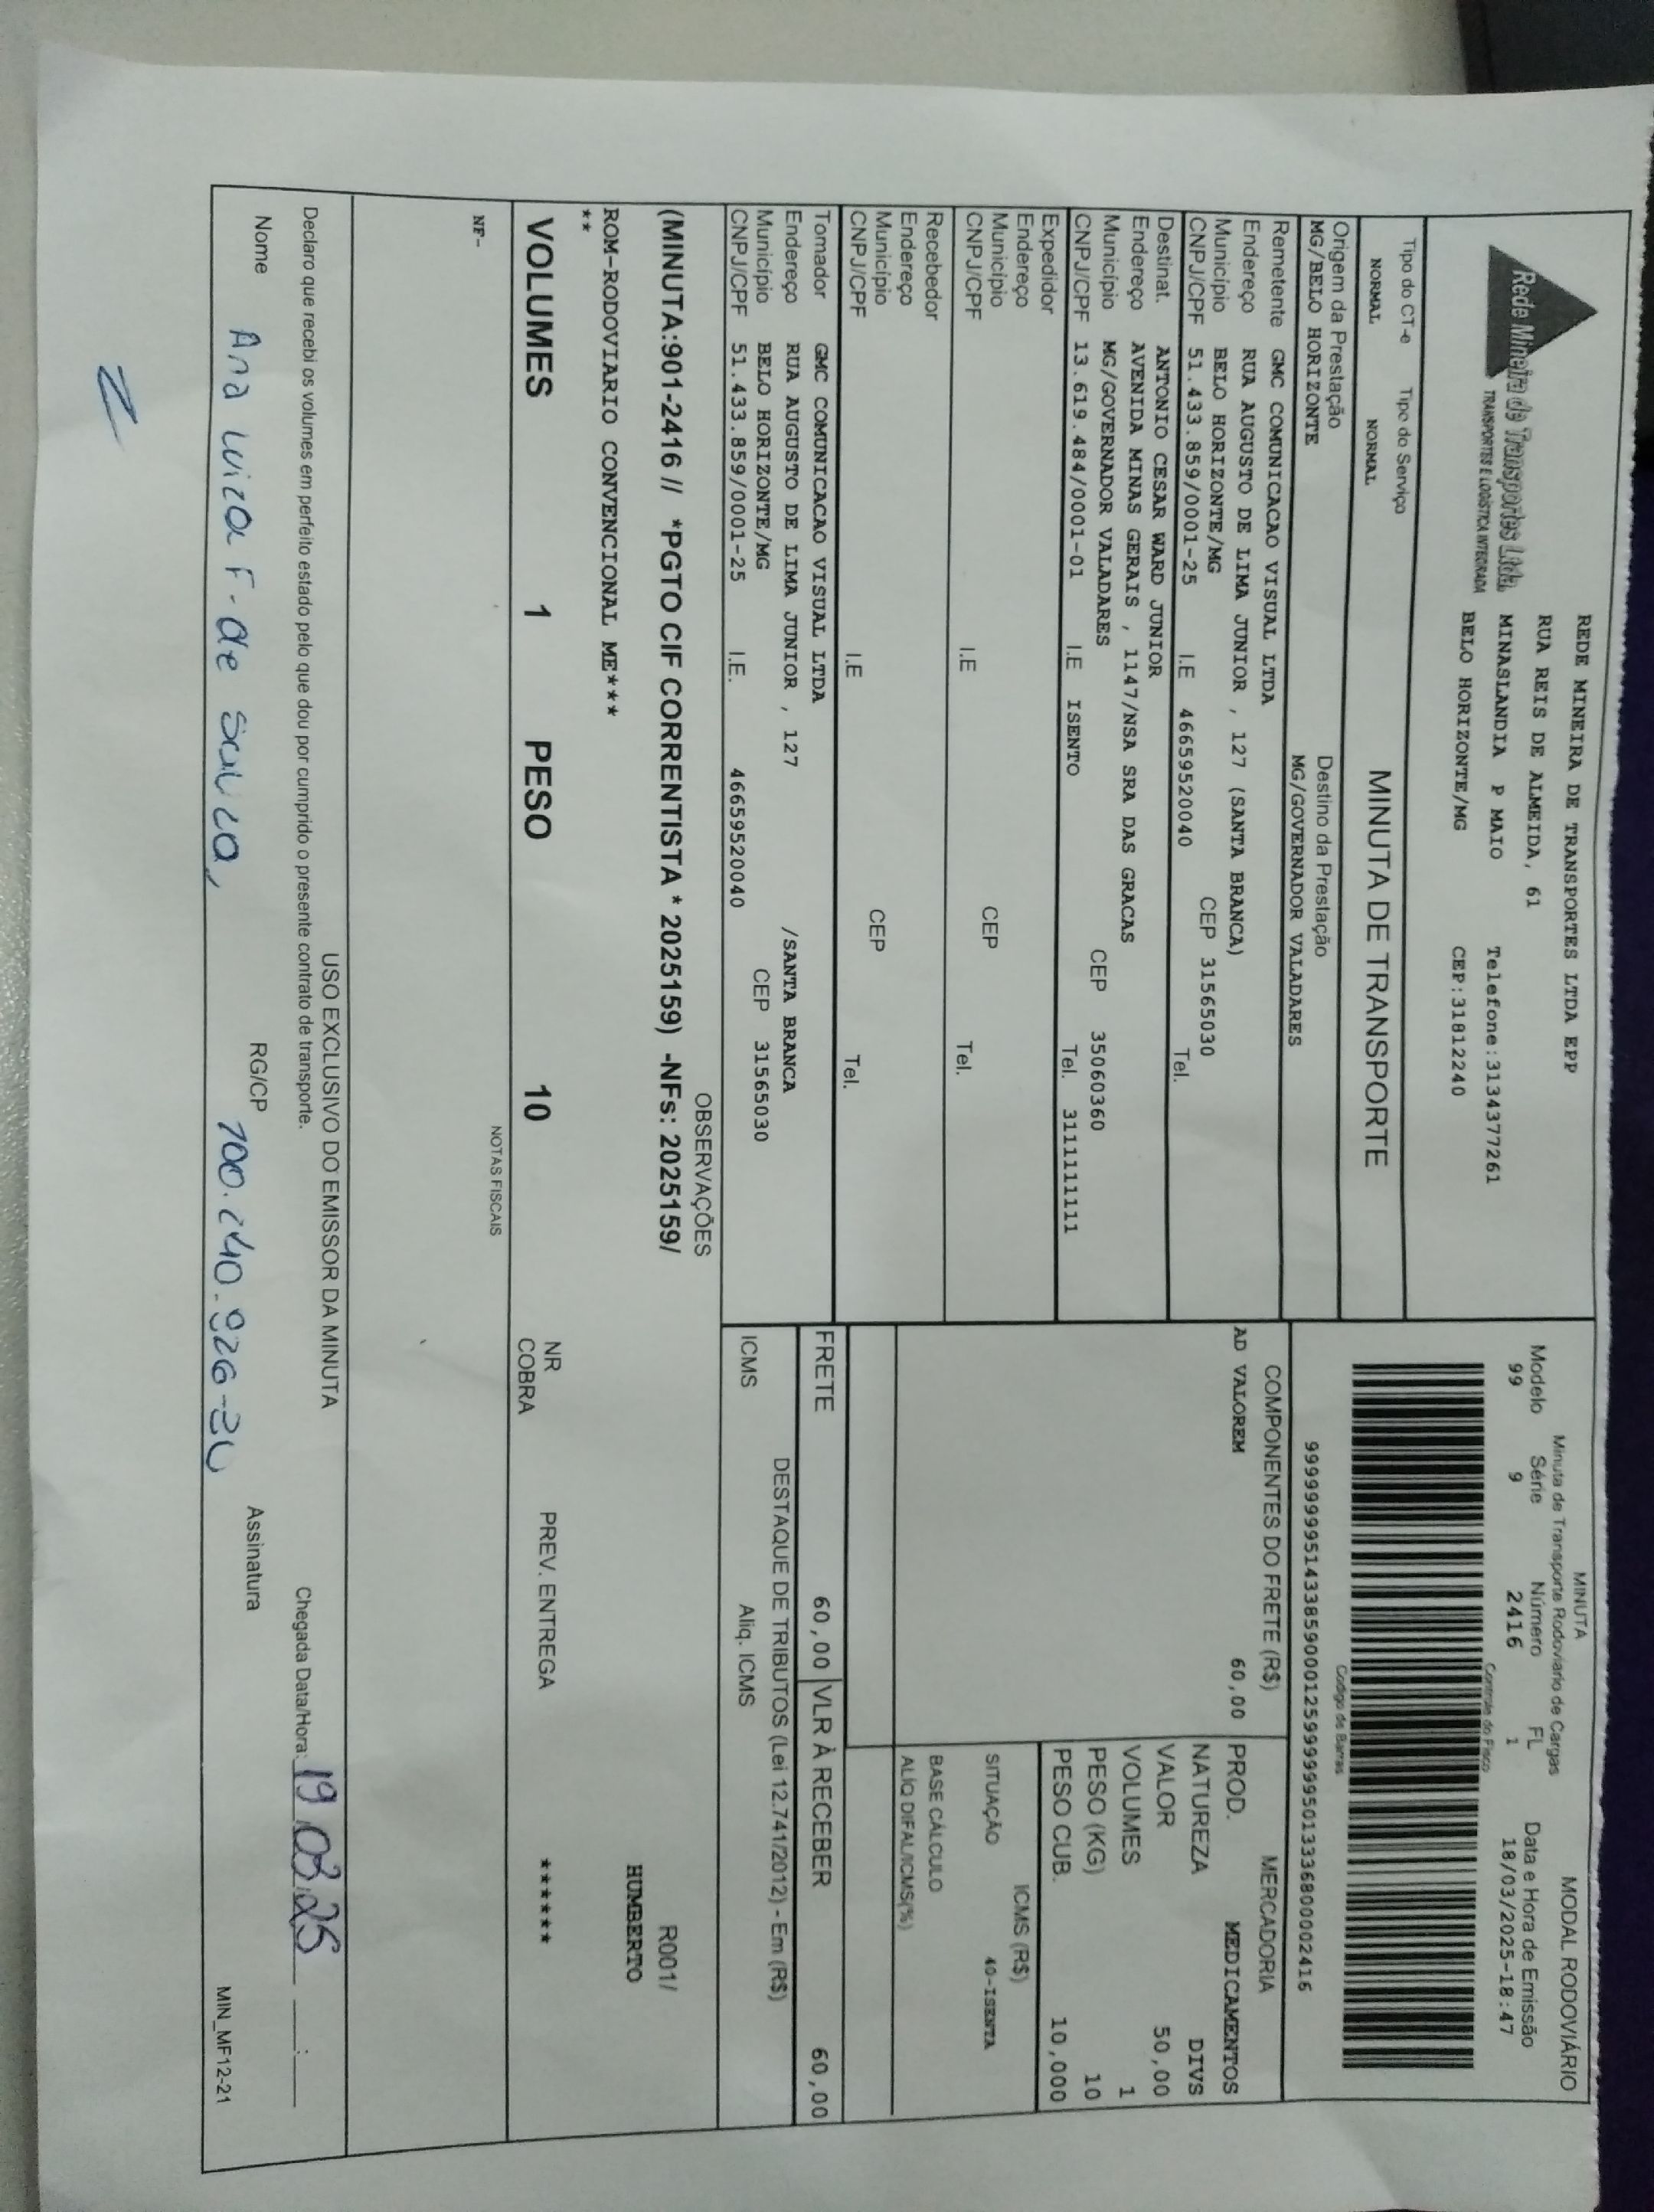 Rede Mineira de Transportes Ltda.
TRANSPORTES E LOGÍSTICA INTEGRADA
REDE MINEIRA DE TRANSPORTES LTDA EPP
RUA REIS DE ALMEIDA, 61
MINASLANDIA P MAIO Telefone:3134377261
BELO HORIZONTE/MG CEP:31812240
MINUTA MODAL RODOVIÁRIO
Minuta de Transporte Rodoviario de Cargas
Modelo Série Número FL Data e Hora de Emissão
99 9 2416 1 18/03/2025-18:47
Controle do Fisco
Codigo de Barras
Tipo do CT-e Tipo do Serviço
NORMAL NORMAL
MINUTA DE TRANSPORTE
Origem da Prestação Destino da Prestação
MG/BELO HORIZONTE MG/GOVERNADOR VALADARES
Remetente GMC COMUNICACAO VISUAL LTDA
Endereço RUA AUGUSTO DE LIMA JUNIOR , 127 (SANTA BRANCA)
Município BELO HORIZONTE/MG CEP 31565030
CNPJ/CPF 51.433.859/0001-25 I.E 46659520040 Tel.
Destinat. ANTONIO CESAR WARD JUNIOR
Endereço AVENIDA MINAS GERAIS , 1147/NSA SRA DAS GRACAS
Município MG/GOVERNADOR VALADARES CEP 35060360
CNPJ/CPF 13.619.484/0001-01 I.E ISENTO Tel. 3111111111
Expedidor
Endereço
Município CEP
CNPJ/CPF I.E Tel.
Recebedor
Endereço
Município CEP
CNPJ/CPF I.E Tel.
Tomador GMC COMUNICACAO VISUAL LTDA
Endereço RUA AUGUSTO DE LIMA JUNIOR , 127 /SANTA BRANCA
Município BELO HORIZONTE/MG CEP 31565030
CNPJ/CPF 51.433.859/0001-25 I.E. 46659520040
COMPONENTES DO FRETE (R$)
AD VALOREM 60,00
MERCADORIA
PROD. MEDICAMENTOS
NATUREZA DIVS
VALOR 50,00
VOLUMES 1
PESO (KG) 10
PESO CUB. 10,000
ICMS (R$)
SITUAÇÃO 40-ISENTA
BASE CÁLCULO
ALÍQ DIFAL/ICMS(%)
FRETE 60,00 VLR À RECEBER 60,00
DESTAQUE DE TRIBUTOS (Lei 12.741/2012) - Em (R$)
ICMS Aliq. ICMS
OBSERVAÇÕES
(MINUTA:901-2416 // *PGTO CIF CORRENTISTA * 2025159) -NFs: 2025159/ R001/
HUMBERTO
ROM-RODOVIARIO CONVENCIONAL ME****
**
VOLUMES 1 PESO 10 NR COBRA PREV. ENTREGA ******
NOTAS FISCAIS
NF-
USO EXCLUSIVO DO EMISSOR DA MINUTA
Declaro que recebi os volumes em perfeito estado pelo que dou por cumprido o presente contrato de transporte. Chegada Data/Hora: 19 03 25 __:__
Nome Ana Luiza F. de Souza, RG/CP Assinatura
MIN_MF12-21